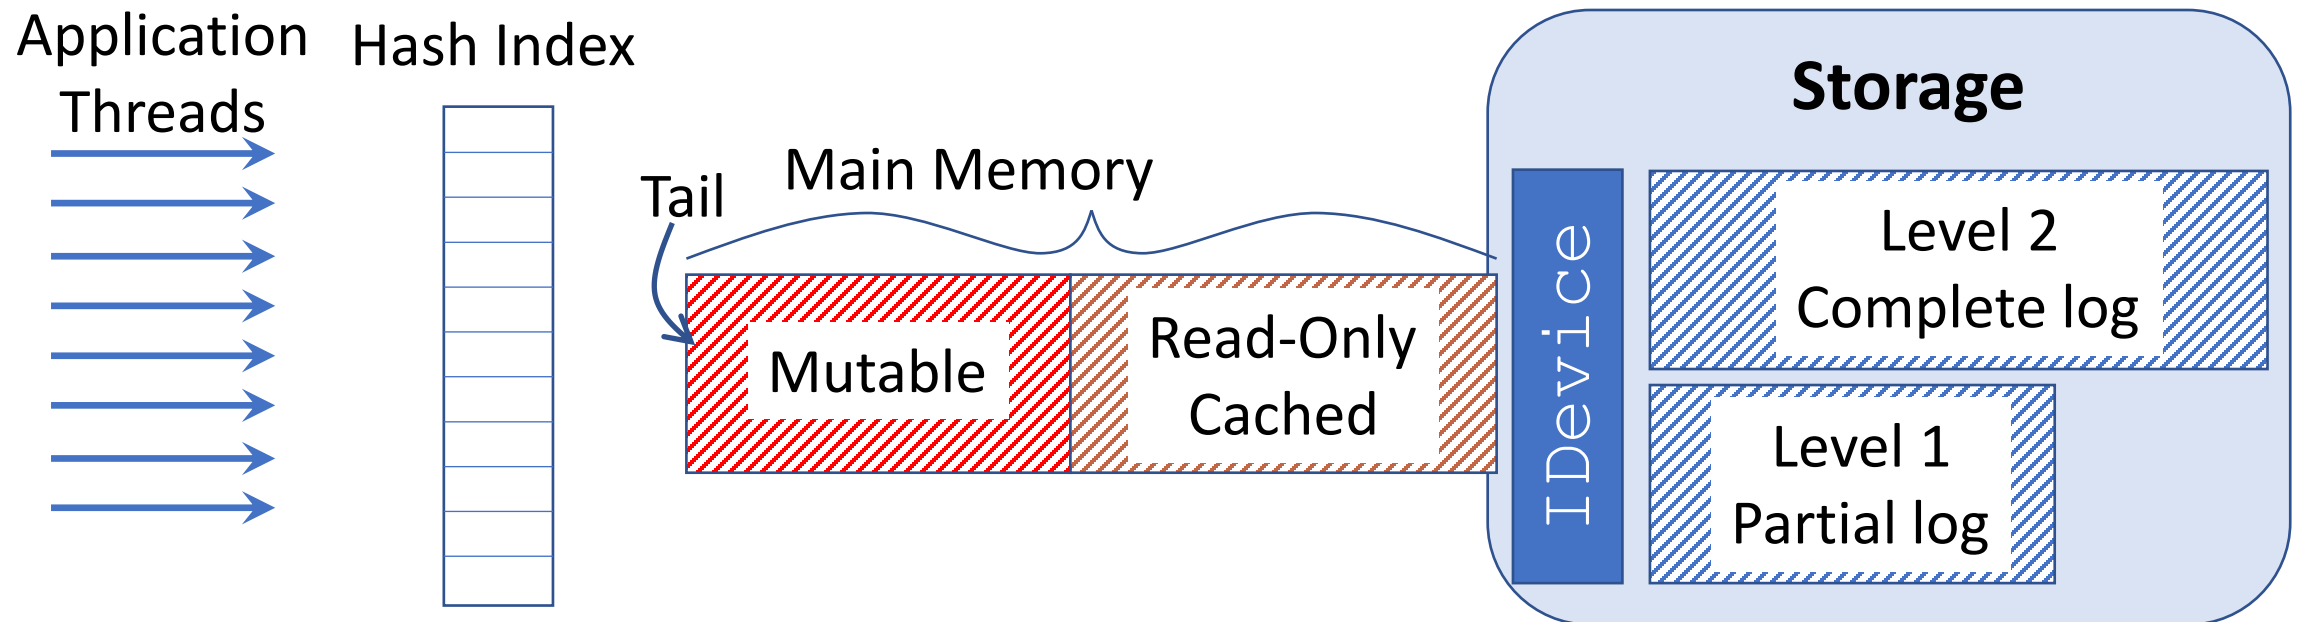 Application
Threads
Hash Index
Tail
Main Memory
Mutable
Read-Only
Cached
Storage
IDevice
Level 2
Complete log
Level 1
Partial log